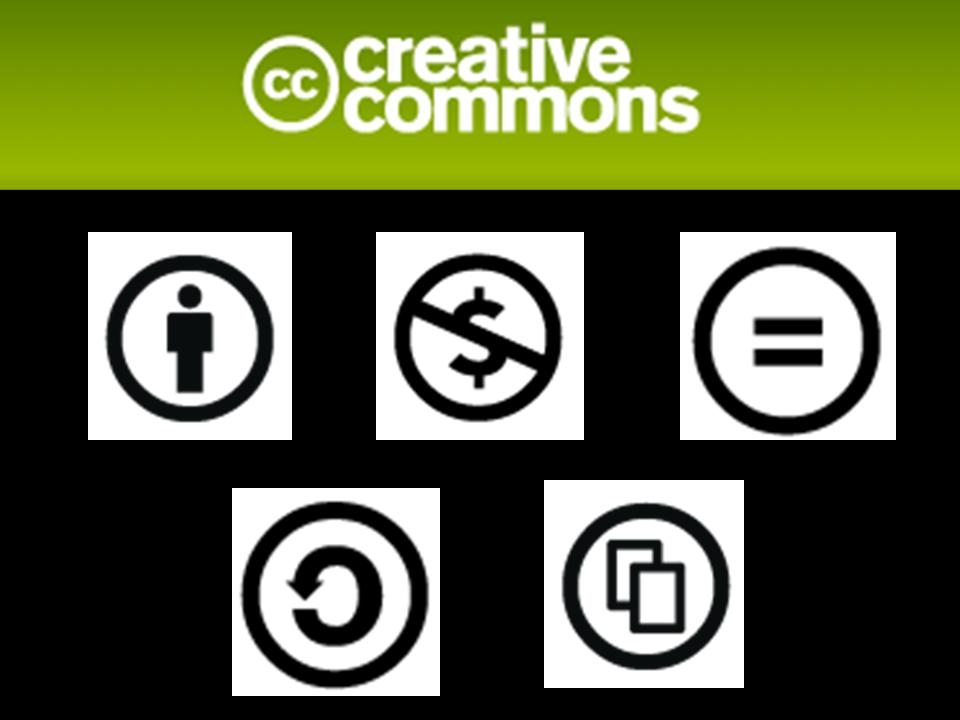 cc creative
commons
$
=